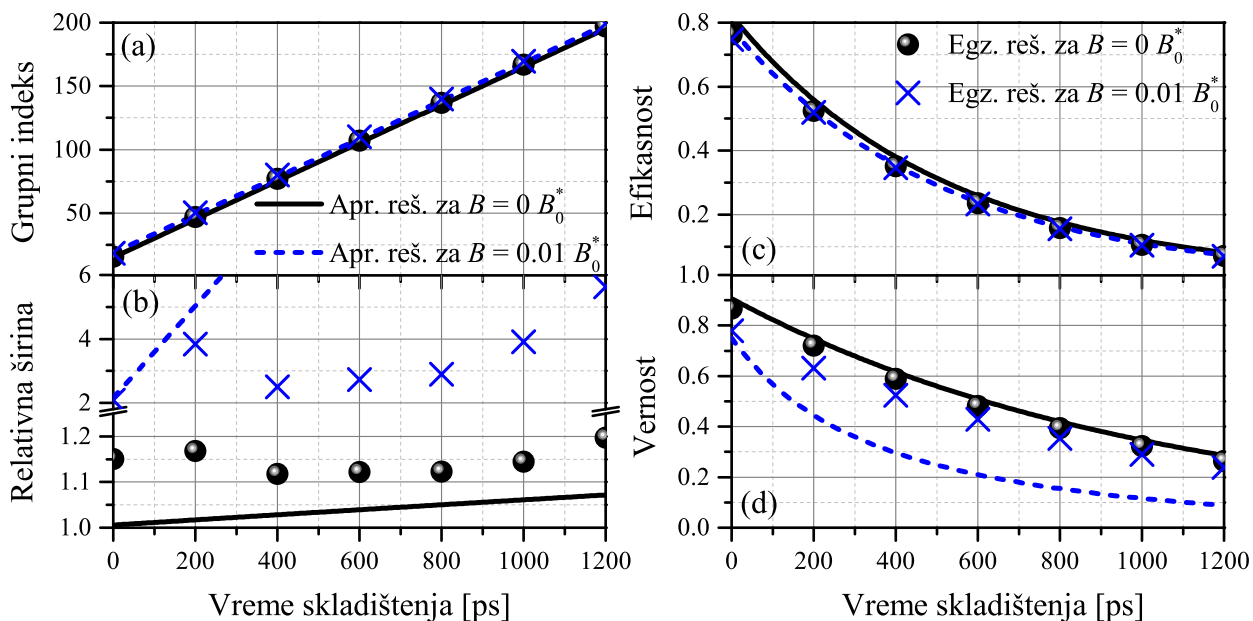 200
150
100
50
6
4
2
1.2
1.1
1.0
Grupni indeks
Relativna širina
(a)
Apr. reš. za B = 0 B*0
Apr. reš. za B = 0.01 B*0
(b)
0 200 400 600 800 1000 1200
Vreme skladištenja [ps]
0.8
0.6
0.4
0.2
1.0
0.8
0.6
0.4
0.2
0.0
Efikasnost
Vernost
Egz. reš. za B = 0 B*0
Egz. reš. za B = 0.01 B*0
(c)
(d)
0 200 400 600 800 1000 1200
Vreme skladištenja [ps]